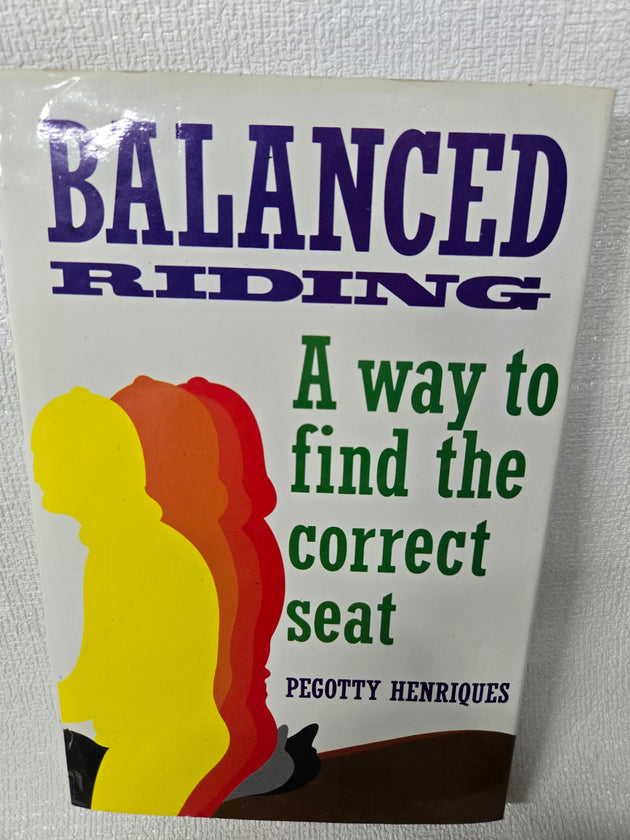 BALANCED
RIDING
A way to
find the
correct
seat
PEGOTTY HENRIQUES